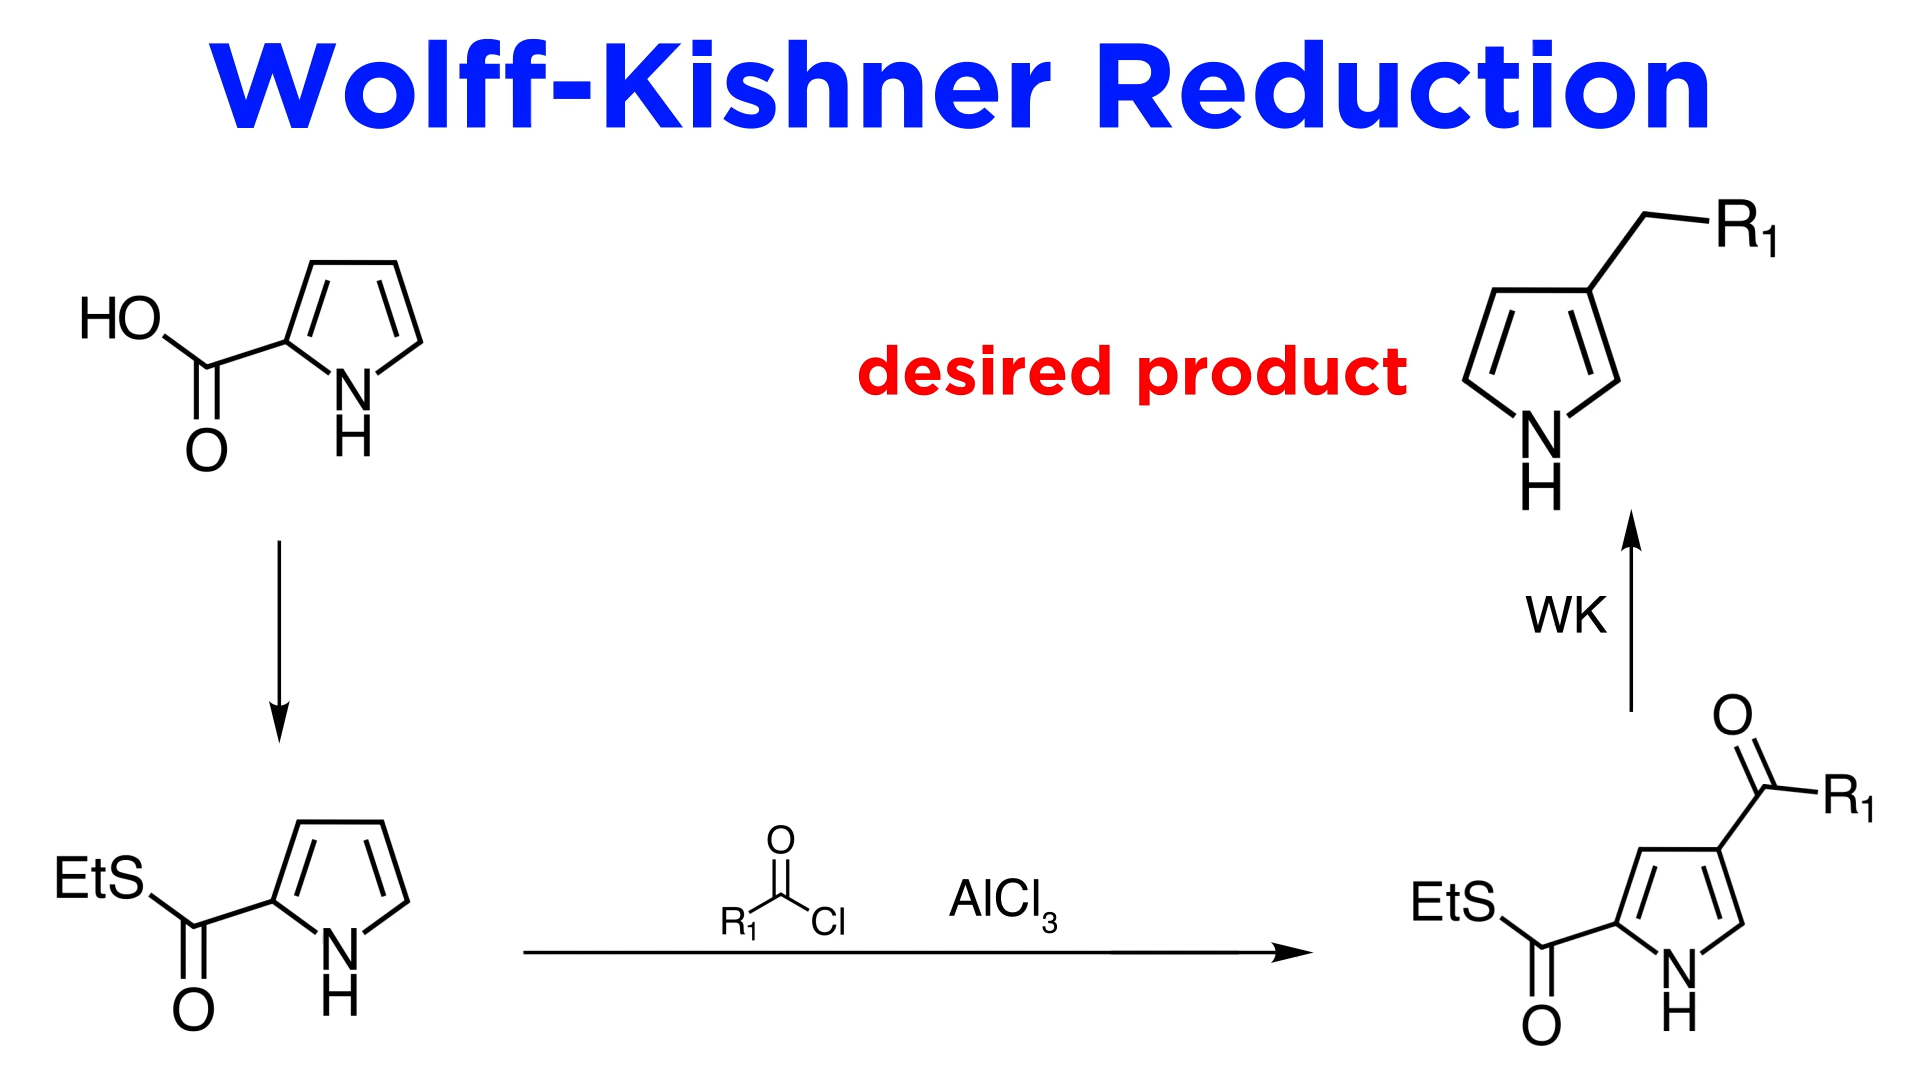 Wolff-Kishner Reduction
HO
O
N
H
desired product
R1
N
H
WK
EtS
O
N
H
O
R1
Cl
AlCl3
O
R1
EtS
O
N
H